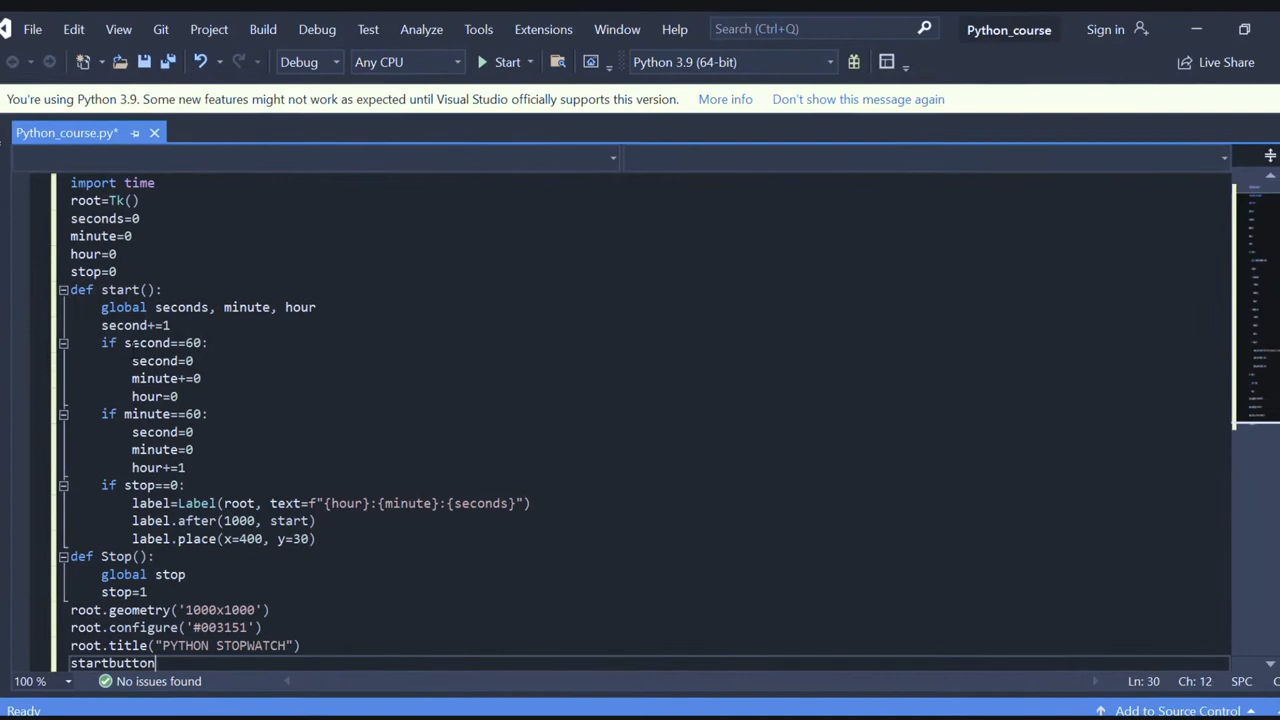 File Edit View Git Project Build Debug Test Analyze Tools Extensions Window Help Search (Ctrl+Q) Python_course Sign in
Debug Any CPU Start Python 3.9 (64-bit) Live Share
You're using Python 3.9. Some new features might not work as expected until Visual Studio officially supports this version. More info Don't show this message again
Python_course.py*
import time
root=Tk()
seconds=0
minute=0
hour=0
stop=0
def start():
global seconds, minute, hour
second+=1
if second==60:
second=0
minute+=0
hour=0
if minute==60:
second=0
minute=0
hour+=1
if stop==0:
label=Label(root, text=f"{hour}:{minute}:{seconds}")
label.after(1000, start)
label.place(x=400, y=30)
def Stop():
global stop
stop=1
root.geometry('1000x1000')
root.configure('#003151')
root.title("PYTHON STOPWATCH")
startbutton
100 % No issues found Ln: 30 Ch: 12 SPC
Ready Add to Source Control